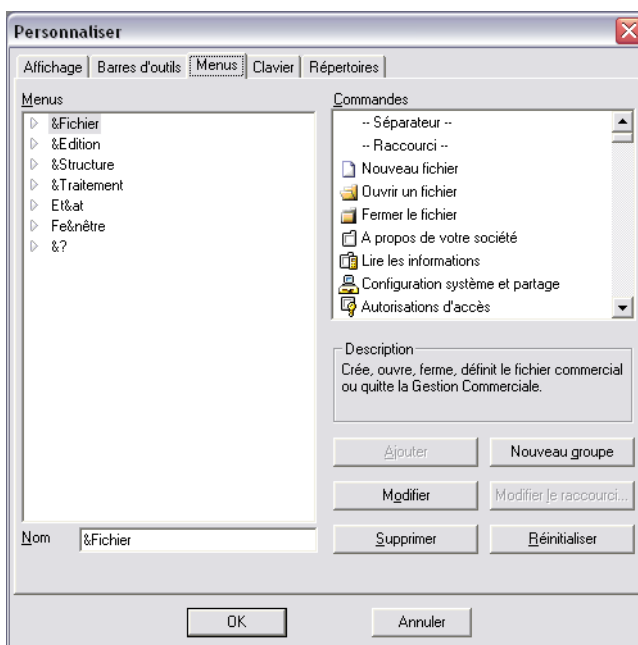 Personnaliser
Affichage Barres d'outils Menus Clavier Répertoires
Menus
&Fichier
&Edition
&Structure
&Traitement
Et&at
Fe&nêtre
&?
Nom &Fichier
Commandes
-- Séparateur --
-- Raccourci --
Nouveau fichier
Ouvrir un fichier
Fermer le fichier
A propos de votre société
Lire les informations
Configuration système et partage
Autorisations d'accès
Description
Crée, ouvre, ferme, définit le fichier commercial
ou quitte la Gestion Commerciale.
Ajouter Nouveau groupe
Modifier Modifier le raccourci...
Supprimer Réinitialiser
OK Annuler